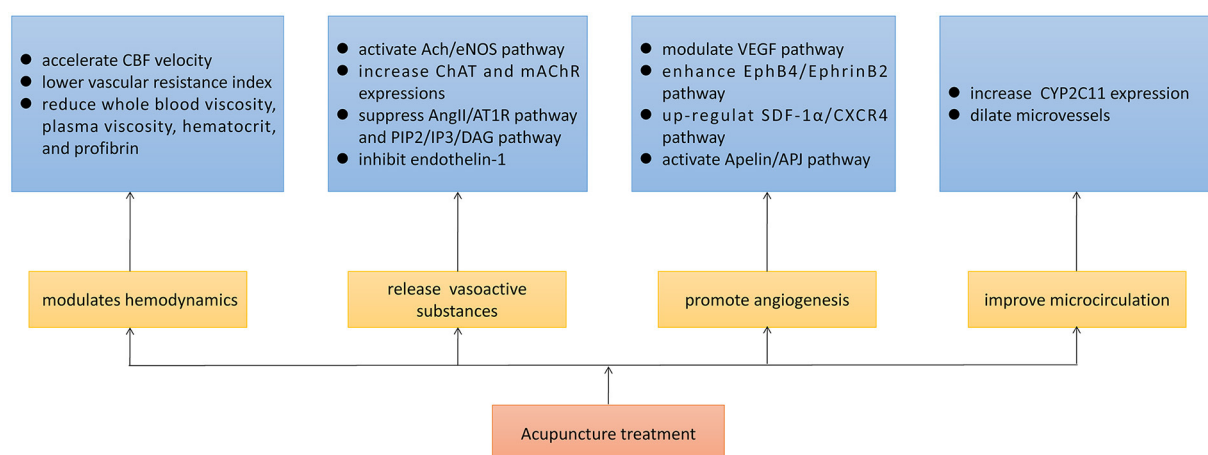 ● accelerate CBF velocity
● lower vascular resistance index
● reduce whole blood viscosity,
plasma viscosity, hematocrit,
and profibrin
● activate Ach/eNOS pathway
● increase ChAT and mAChR
expressions
● suppress AngII/AT1R pathway
and PIP2/IP3/DAG pathway
● inhibit endothelin-1
● modulate VEGF pathway
● enhance EphB4/EphrinB2
pathway
● up-regulat SDF-1α/CXCR4
pathway
● activate Apelin/APJ pathway
● increase CYP2C11 expression
● dilate microvessels
modulates hemodynamics
release vasoactive
substances
promote angiogenesis
improve microcirculation
Acupuncture treatment